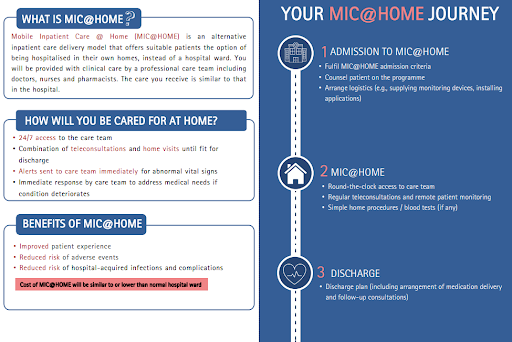 WHAT IS MIC@HOME?
Mobile Inpatient Care @ Home (MIC@HOME) is an alternative
inpatient care delivery model that offers suitable patients the option of
being hospitalised in their own homes, instead of a hospital ward. You
will be provided with clinical care by a professional care team including
doctors, nurses and pharmacists. The care you receive is similar to that
in the hospital.
HOW WILL YOU BE CARED FOR AT HOME?
• 24/7 access to the care team
• Combination of teleconsultations and home visits until fit for
discharge
• Alerts sent to care team immediately for abnormal vital signs
• Immediate response by care team to address medical needs if
condition deteriorates
BENEFITS OF MIC@HOME
• Improved patient experience
• Reduced risk of adverse events
• Reduced risk of hospital-acquired infections and complications
Cost of MIC@HOME will be similar to or lower than normal hospital ward
YOUR MIC@HOME JOURNEY
1 ADMISSION TO MIC@HOME
• Fulfil MIC@HOME admission criteria
• Counsel patient on the programme
• Arrange logistics (e.g., supplying monitoring devices, installing
applications)
2 MIC@HOME
• Round-the-clock access to care team
• Regular teleconsultations and remote patient monitoring
• Simple home procedures / blood tests (if any)
3 DISCHARGE
• Discharge plan (including arrangement of medication delivery
and follow-up consultations)